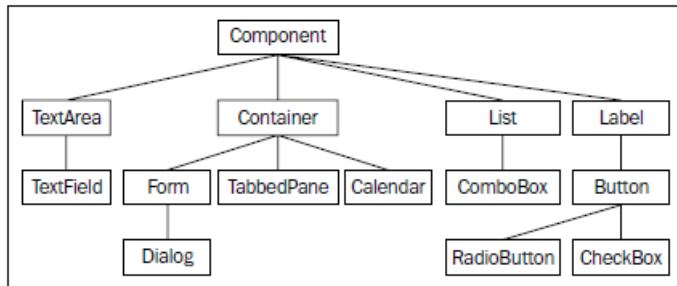 Component
TextArea Container List Label
TextField Form TabbedPane Calendar ComboBox Button
Dialog RadioButton CheckBox